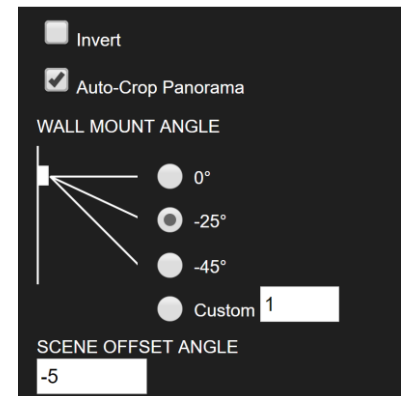 Invert
Auto-Crop Panorama
WALL MOUNT ANGLE
0°
-25°
-45°
Custom 1
SCENE OFFSET ANGLE
-5